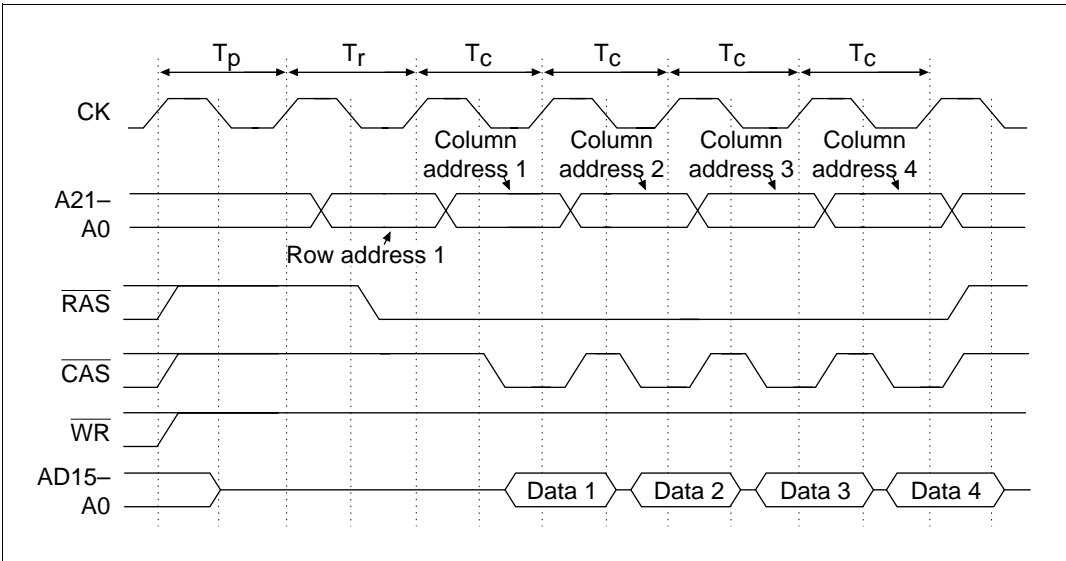 Tp Tr Tc Tc Tc Tc
CK
Column address 1
Column address 2
Column address 3
Column address 4
A21–
A0
Row address 1
RAS
CAS
WR
AD15–
A0
Data 1 Data 2 Data 3 Data 4